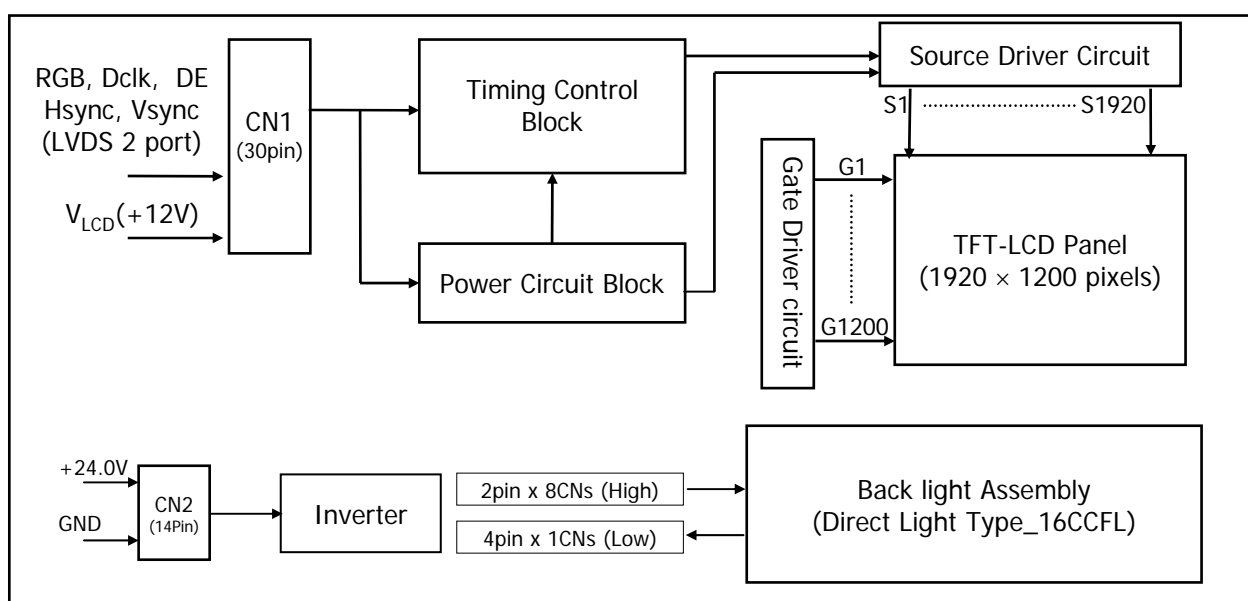 RGB, Dclk, DE
Hsync, Vsync
(LVDS 2 port)
V_LCD(+12V)
CN1
(30pin)
Timing Control
Block
Power Circuit Block
Source Driver Circuit
S1
S1920
Gate Driver circuit
G1
G1200
TFT-LCD Panel
(1920 × 1200 pixels)
+24.0V
GND
CN2
(14Pin)
Inverter
2pin x 8CNs (High)
4pin x 1CNs (Low)
Back light Assembly
(Direct Light Type_16CCFL)